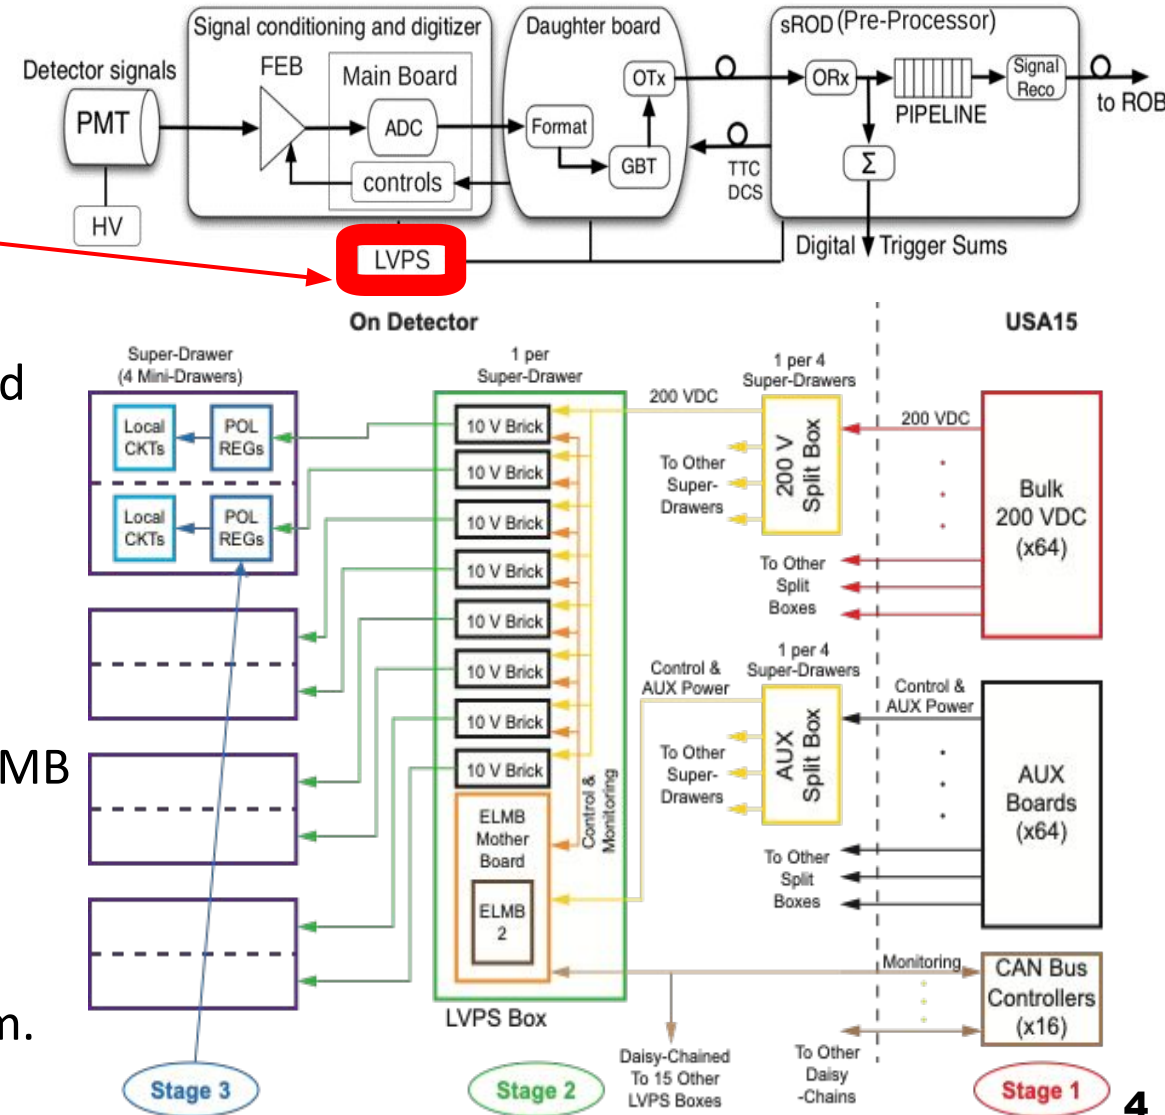 Signal conditioning and digitizer
Daughter board
sROD (Pre-Processor)
Detector signals
FEB
Main Board
OTx
ORx
Signal
Reco
PMT
ADC
Format
PIPELINE
to ROB
controls
GBT
TTC
DCS
Σ
HV
LVPS
Digital
Trigger Sums
On Detector
USA15
Super-Drawer
(4 Mini-Drawers)
1 per
Super-Drawer
1 per 4
Super-Drawers
d
Local
CKTs
POL
REGs
Local
CKTs
POL
REGs
10 V Brick
10 V Brick
10 V Brick
10 V Brick
10 V Brick
10 V Brick
10 V Brick
10 V Brick
200 VDC
To Other
Super-
Drawers
200 V
Split Box
200 VDC
Bulk
200 VDC
(x64)
To Other
Split
Boxes
1 per 4
Super-Drawers
Control &
AUX Power
Control &
AUX Power
MB
To Other
Super-
Drawers
AUX
Split Box
AUX
Boards
(x64)
Control &
Monitoring
ELMB
Mother
Board
ELMB
2
To Other
Split
Boxes
Monitoring
CAN Bus
Controllers
(x16)
m.
LVPS Box
Daisy-Chained
To 15 Other
LVPS Boxes
To Other
Daisy
-Chains
Stage 3
Stage 2
Stage 1
4